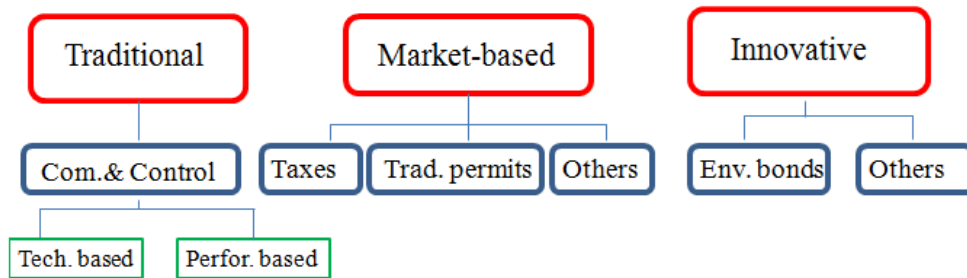 Traditional
Market-based
Innovative
Com.& Control
Taxes
Trad. permits
Others
Env. bonds
Others
Tech. based
Perfor. based